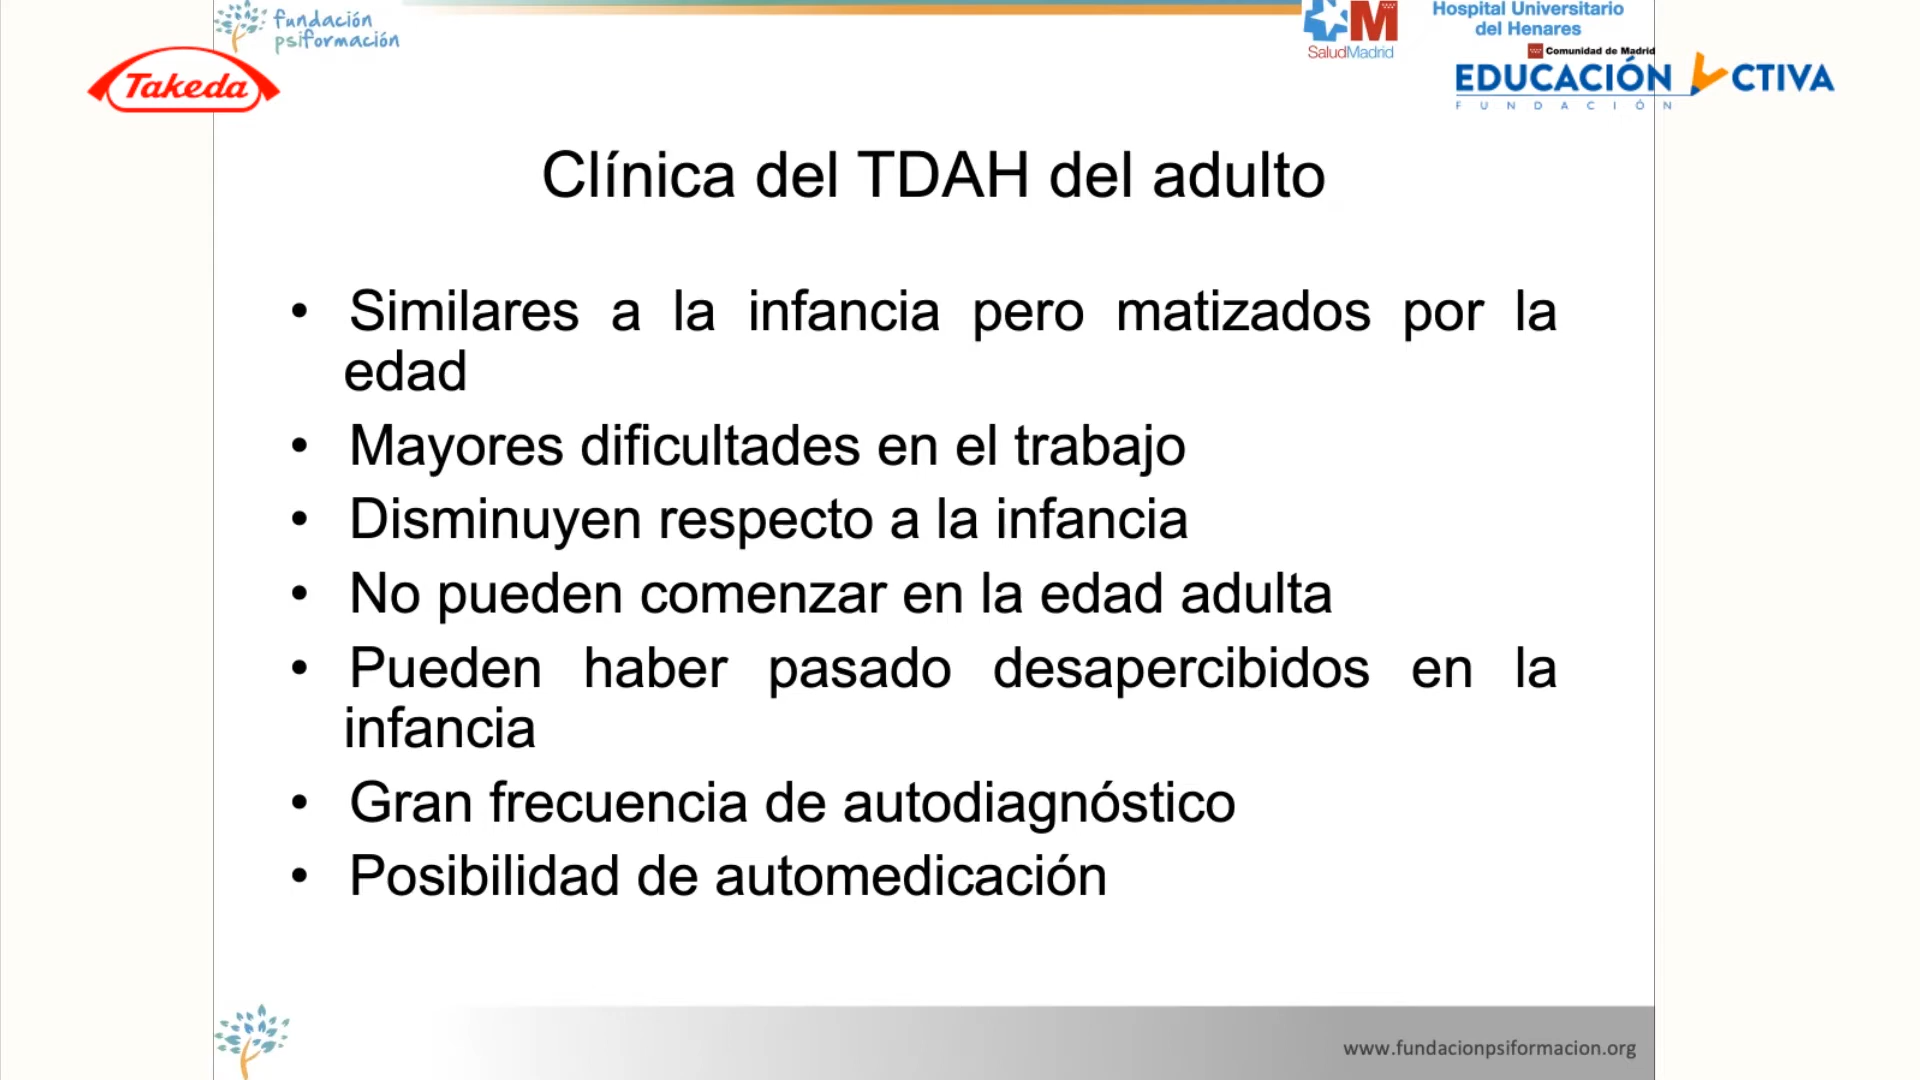 fundación
psiformación
Takeda
SaludMadrid
Hospital Universitario
del Henares
Comunidad de Madrid
EDUCACIÓN ACTIVA
FUNDACIÓN
Clínica del TDAH del adulto
• Similares a la infancia pero matizados por la
edad
• Mayores dificultades en el trabajo
• Disminuyen respecto a la infancia
• No pueden comenzar en la edad adulta
• Pueden haber pasado desapercibidos en la
infancia
• Gran frecuencia de autodiagnóstico
• Posibilidad de automedicación
www.fundacionpsiformacion.org